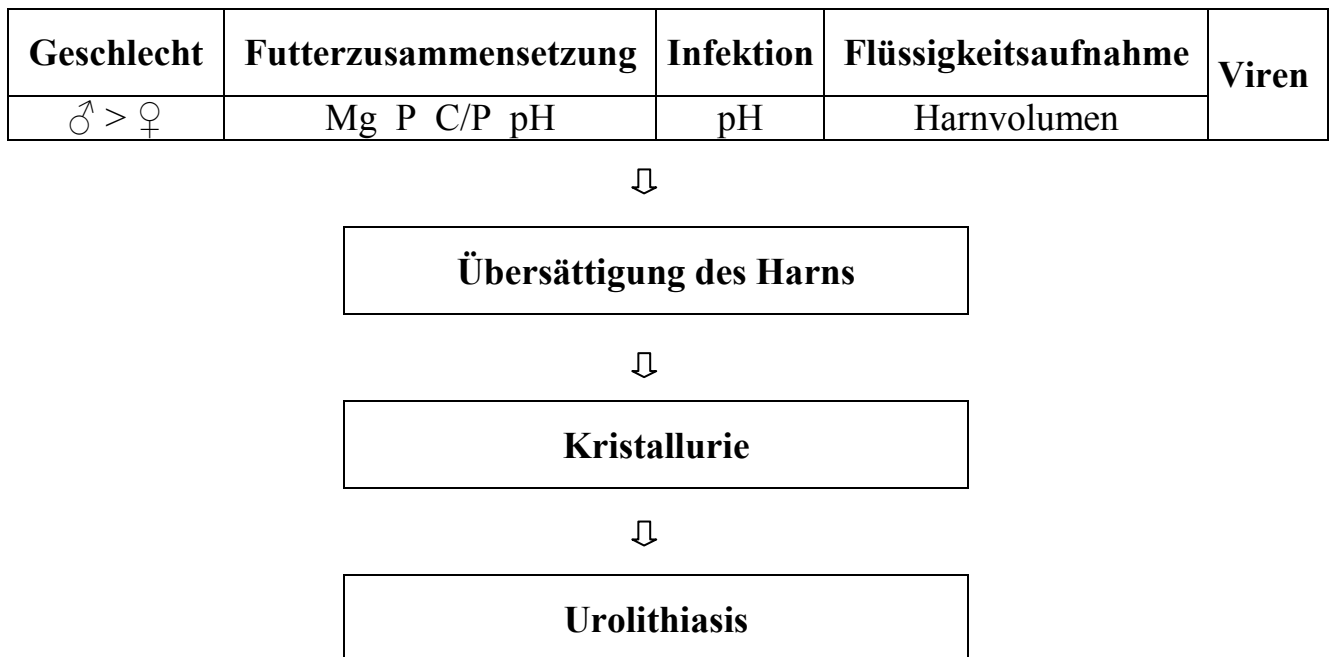 Geschlecht Futterzusammensetzung Infektion Flüssigkeitsaufnahme Viren
♂ > ♀ Mg P C/P pH pH Harnvolumen
⇩
Übersättigung des Harns
⇩
Kristallurie
⇩
Urolithiasis